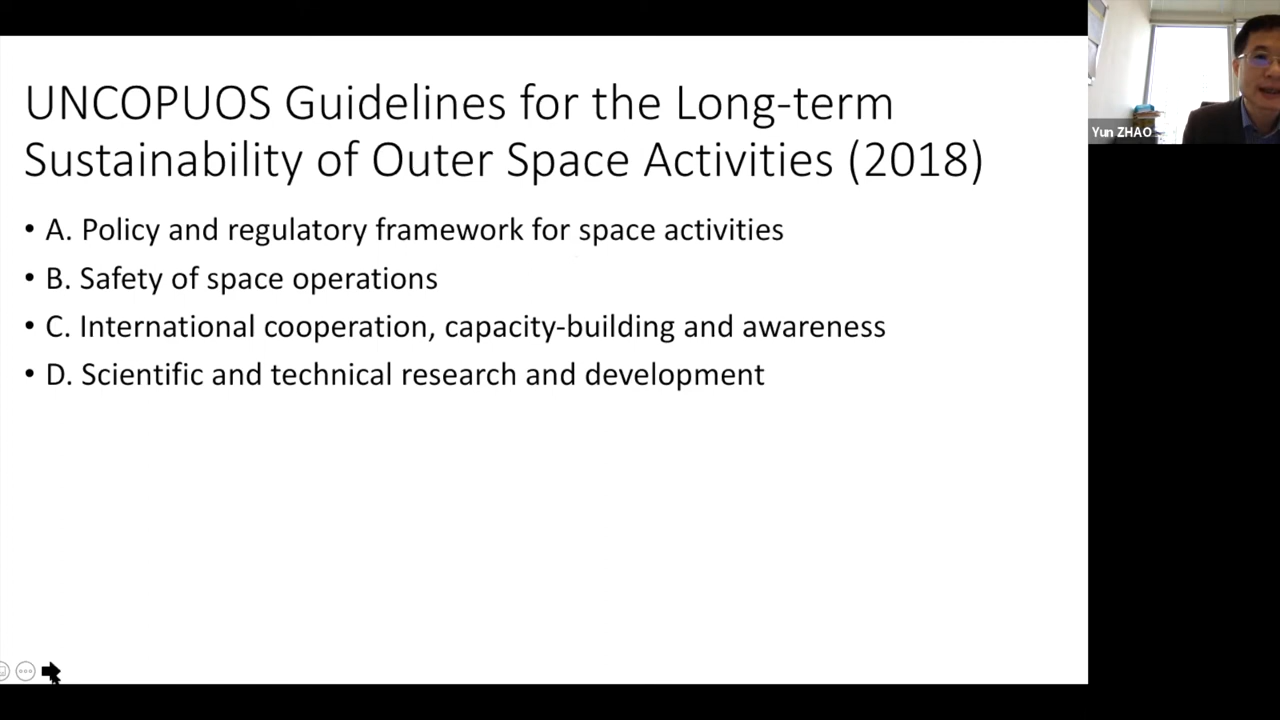 UNCOPUOS Guidelines for the Long-term
Sustainability of Outer Space Activities (2018)
• A. Policy and regulatory framework for space activities
• B. Safety of space operations
• C. International cooperation, capacity-building and awareness
• D. Scientific and technical research and development
Yun ZHAO